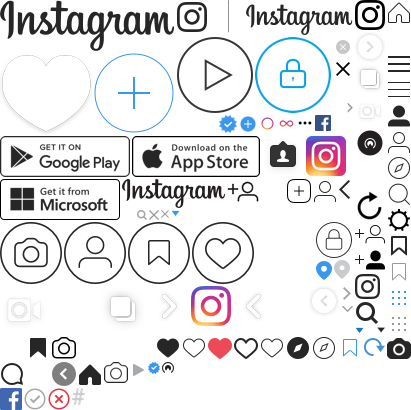 Instagram
Instagram
GET IT ON
Google Play
Download on the
App Store
Get it from
Microsoft
Instagram
#